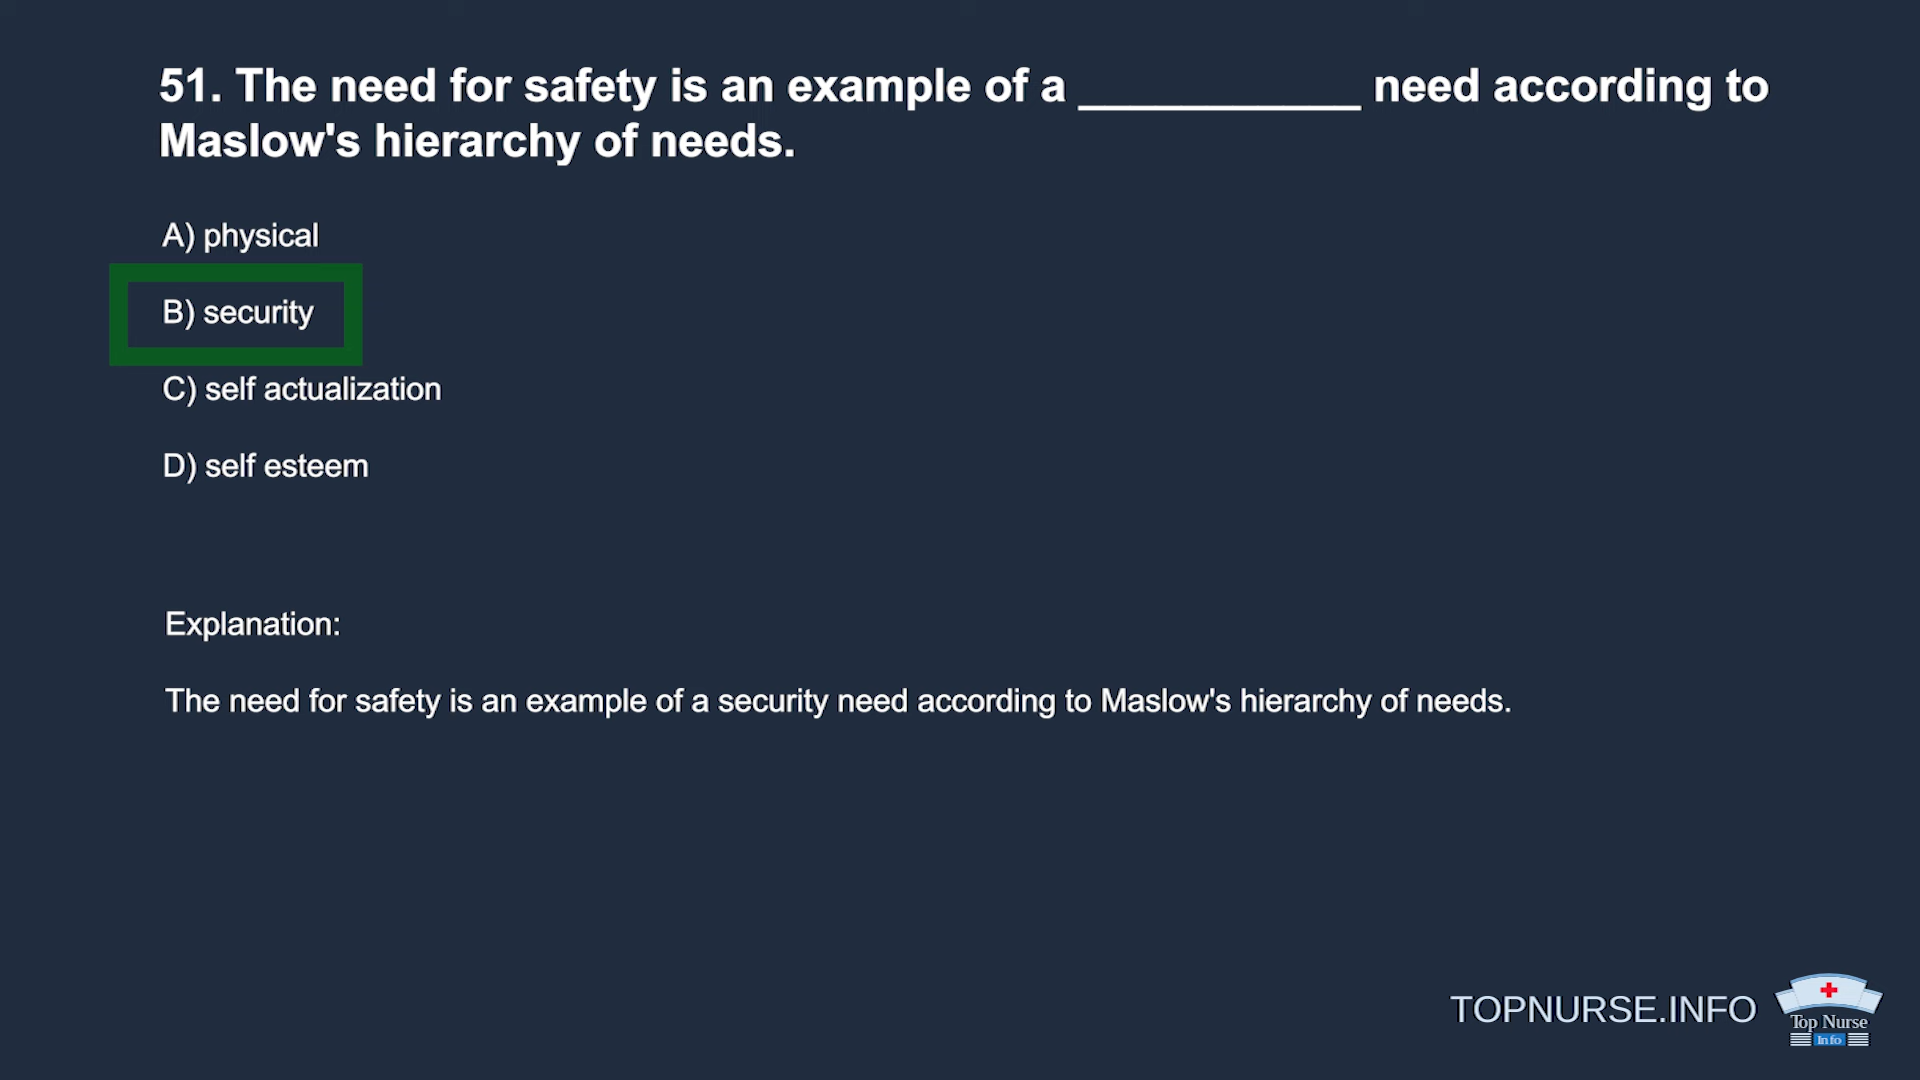 51. The need for safety is an example of a ___________ need according to
Maslow's hierarchy of needs.
A) physical
B) security
C) self actualization
D) self esteem
Explanation:
The need for safety is an example of a security need according to Maslow's hierarchy of needs.
TOPNURSE.INFO
Top Nurse
Info